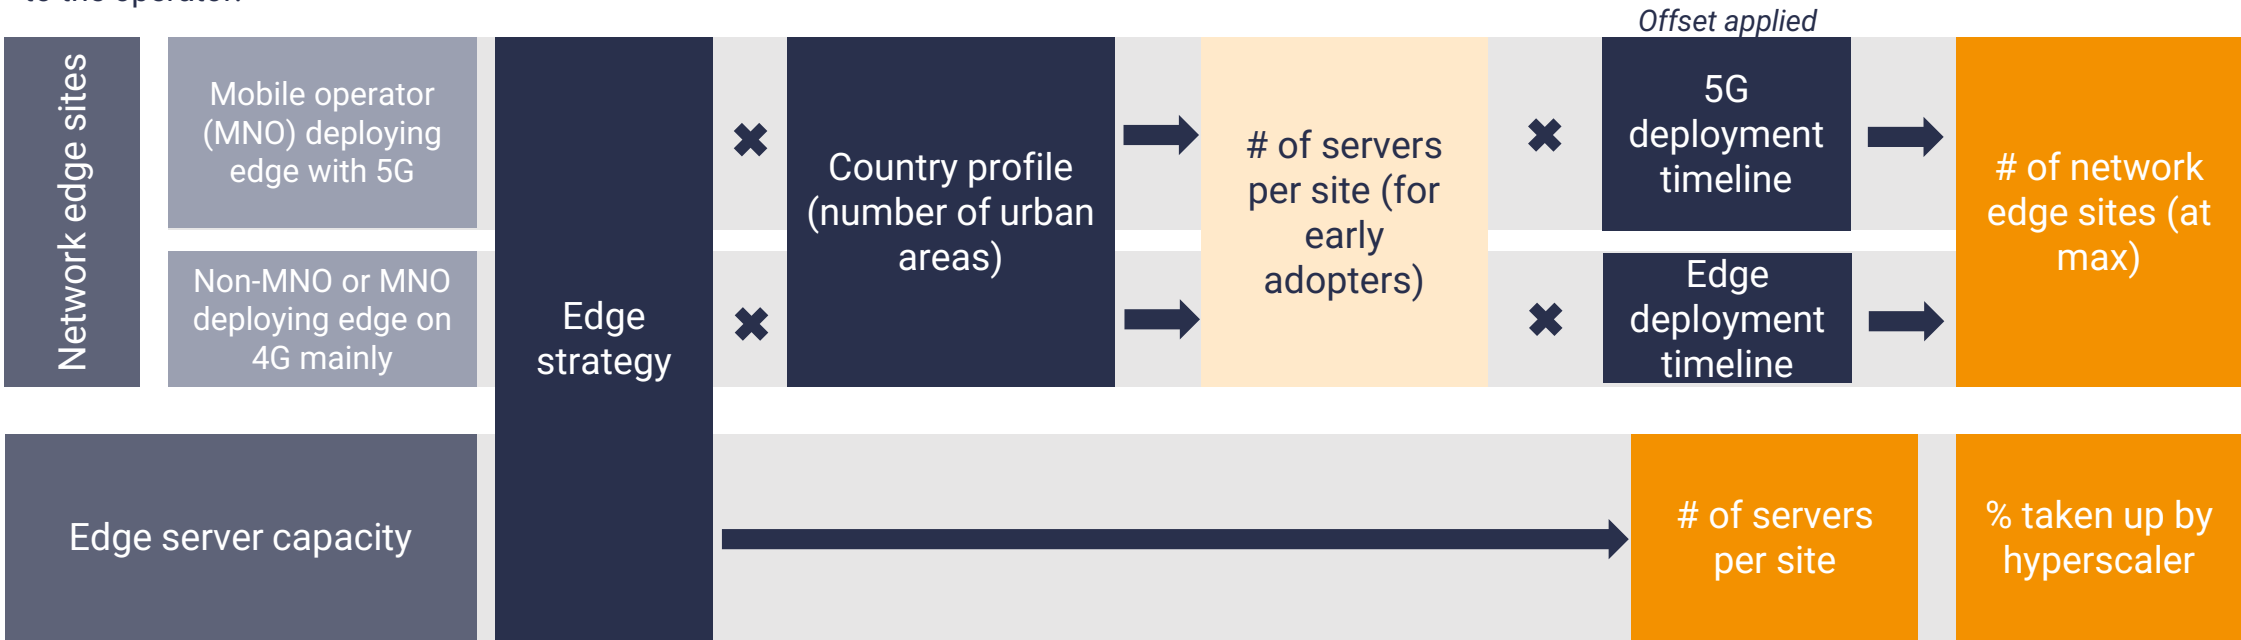 to the operator.
Offset applied
Network edge sites
Mobile operator
(MNO) deploying
edge with 5G
Non-MNO or MNO
deploying edge on
4G mainly
Edge
strategy
Country profile
(number of urban
areas)
# of servers
per site (for
early
adopters)
5G
deployment
timeline
Edge
deployment
timeline
# of network
edge sites (at
max)
Edge server capacity
# of servers
per site
% taken up by
hyperscaler